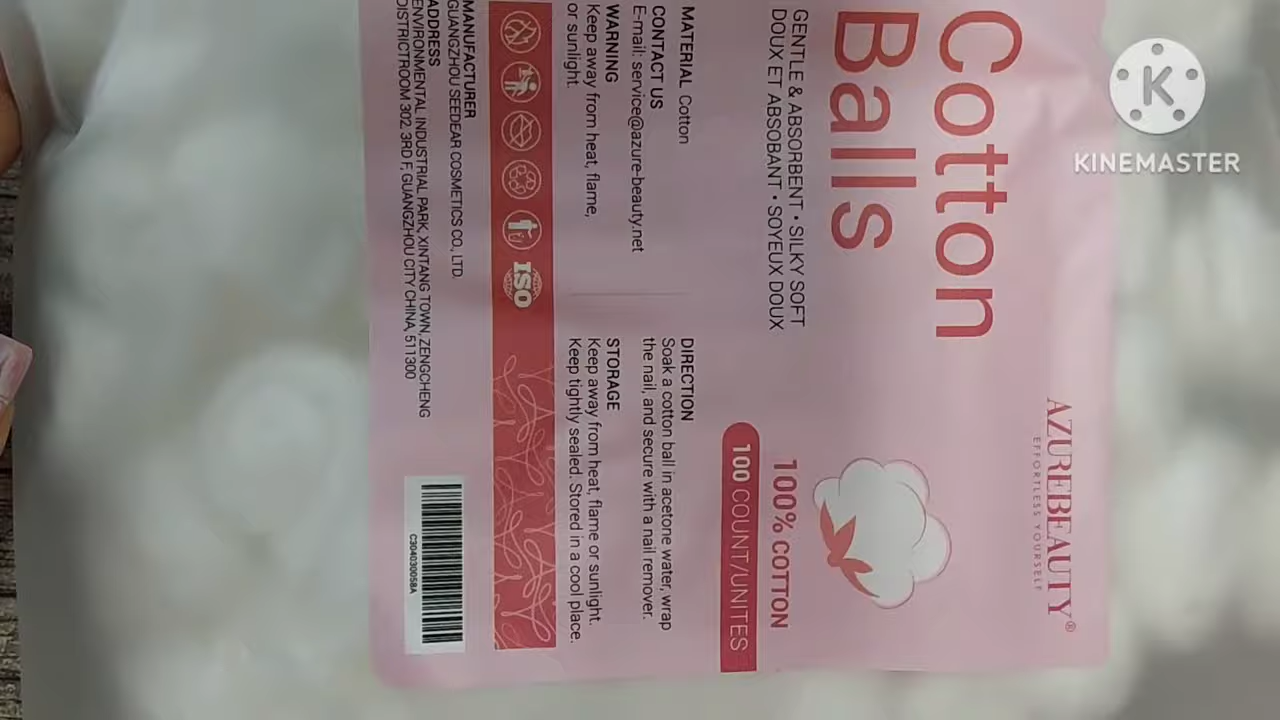 AZUREBEAUTY®
EFFORTLESS YOURSELF
Cotton
Balls
GENTLE & ABSORBENT • SILKY SOFT
DOUX ET ABSOBANT • SOYEUX DOUX
100% COTTON
100 COUNT/UNITES
MATERIAL Cotton
CONTACT US
E-mail: service@azure-beauty.net
WARNING
Keep away from heat, flame,
or sunlight.
DIRECTION
Soak a cotton ball in acetone water, wrap
the nail, and secure with a nail remover.
STORAGE
Keep away from heat, flame or sunlight.
Keep tightly sealed. Stored in a cool place.
ISO
MANUFACTURER
GUANGZHOU SEEDEAR COSMETICS CO., LTD.
ADDRESS
ENVIRONMENTAL INDUSTRIAL PARK, XINTANG TOWN, ZENGCHENG
DISTRICTROOM 302, 3RD F, GUANGZHOU CITY CHINA, 511300
C304030058A
K
KINEMASTER